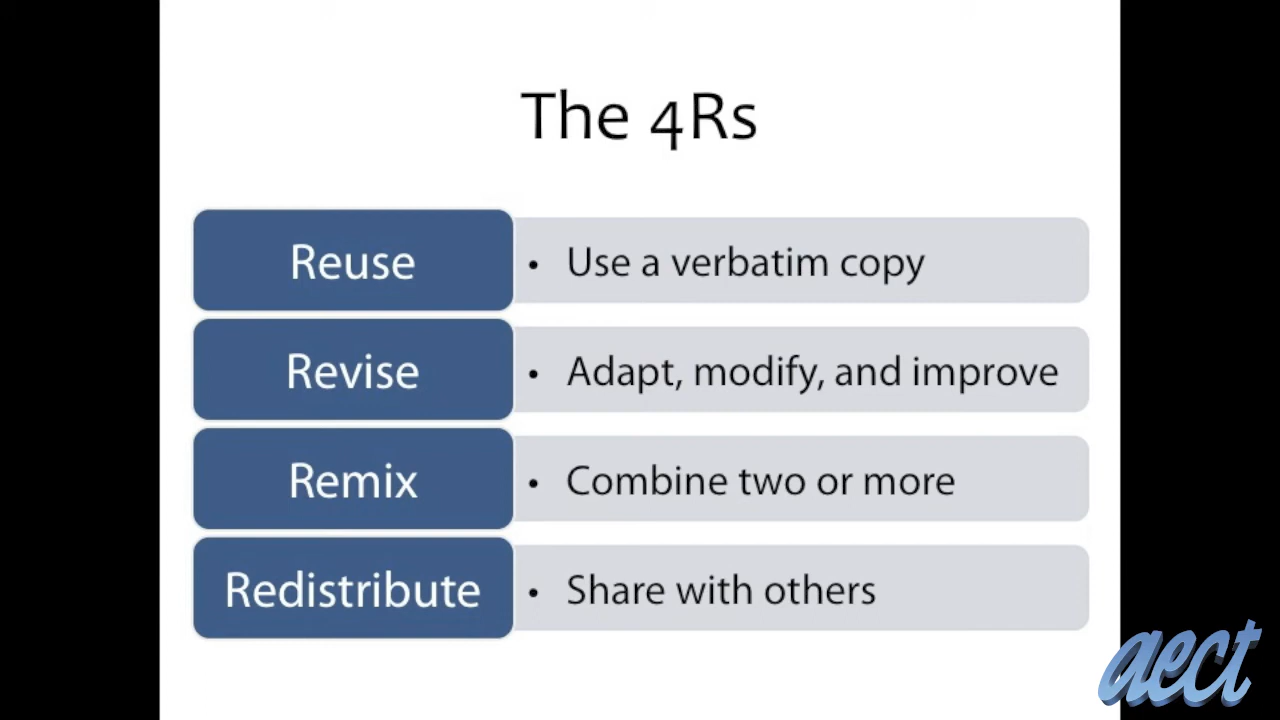 The 4Rs
Reuse
• Use a verbatim copy
Revise
• Adapt, modify, and improve
Remix
• Combine two or more
Redistribute
• Share with others
aect